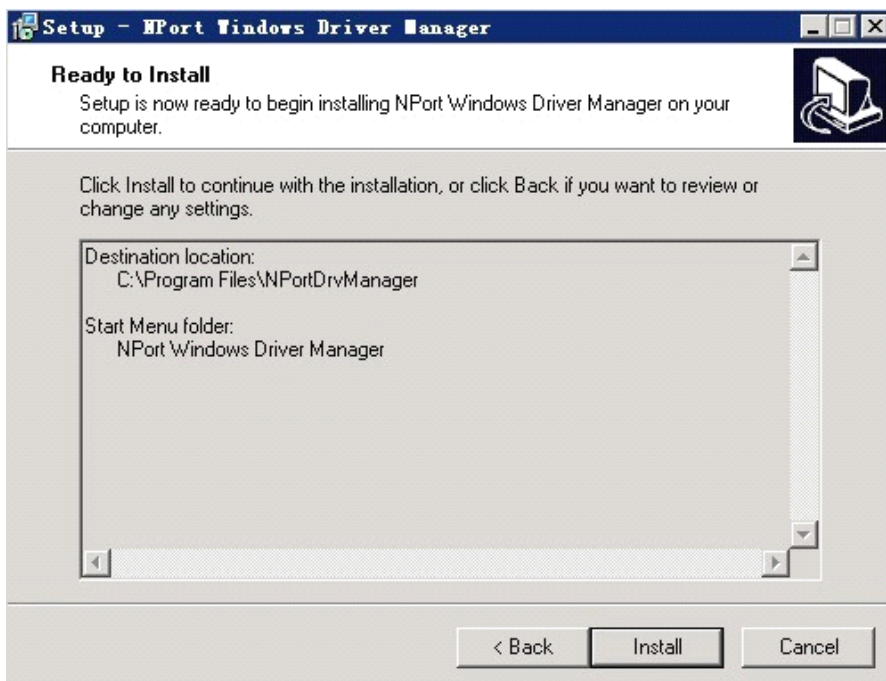 Setup - NPort Windows Driver Manager
Ready to Install
Setup is now ready to begin installing NPort Windows Driver Manager on your
computer.
Click Install to continue with the installation, or click Back if you want to review or
change any settings.
Destination location:
C:\Program Files\NPortDrvManager
Start Menu folder:
NPort Windows Driver Manager
< Back
Install
Cancel